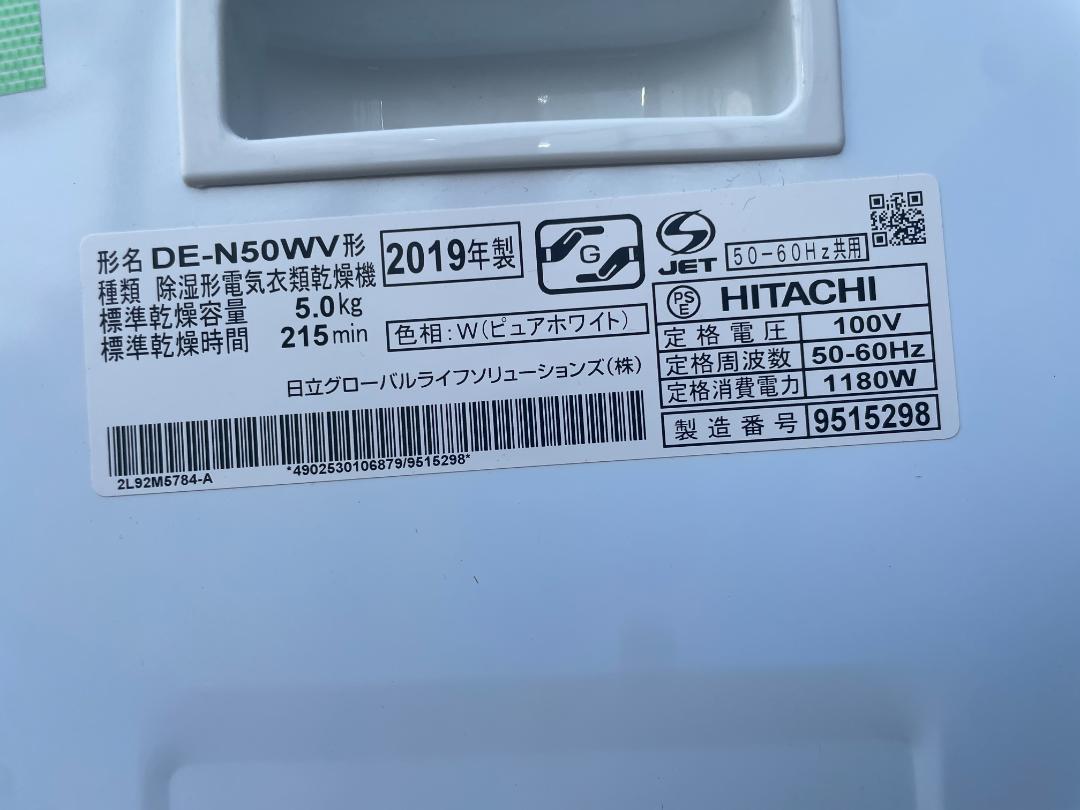 形名 DE-N50WV形
2019年製
種類 除湿形電気衣類乾燥機
標準乾燥容量 5.0kg
標準乾燥時間 215min
色相:W(ピュアホワイト)
日立グローバルライフソリューションズ(株)
*4902530106879/9515298*
2L92M5784-A
G
JET
50-60Hz共用
PS
E
HITACHI
定格電圧 100V
定格周波数 50-60Hz
定格消費電力 1180W
製造番号 9515298